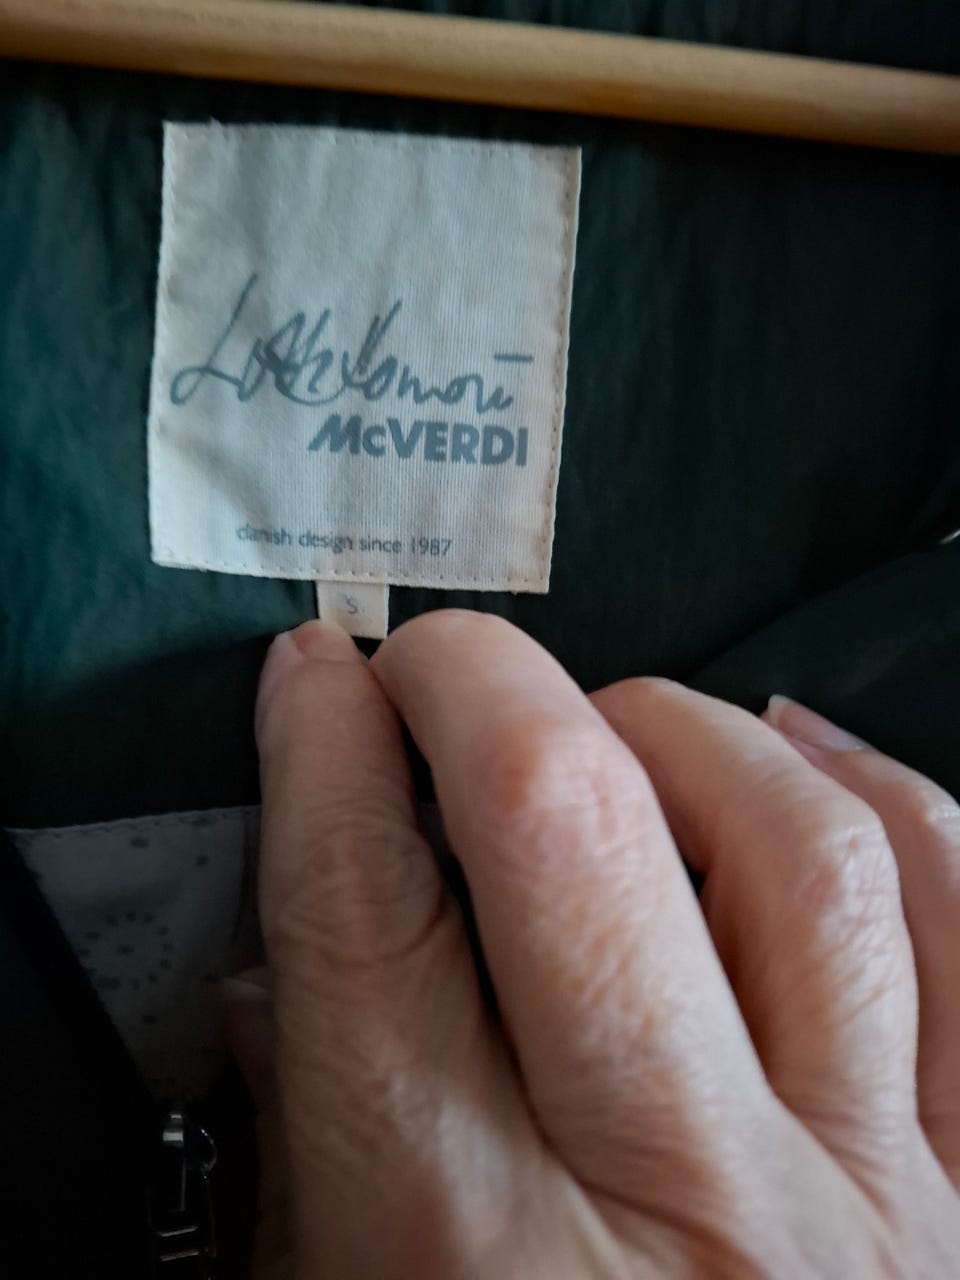 McVERDI
danish design since 1987
S